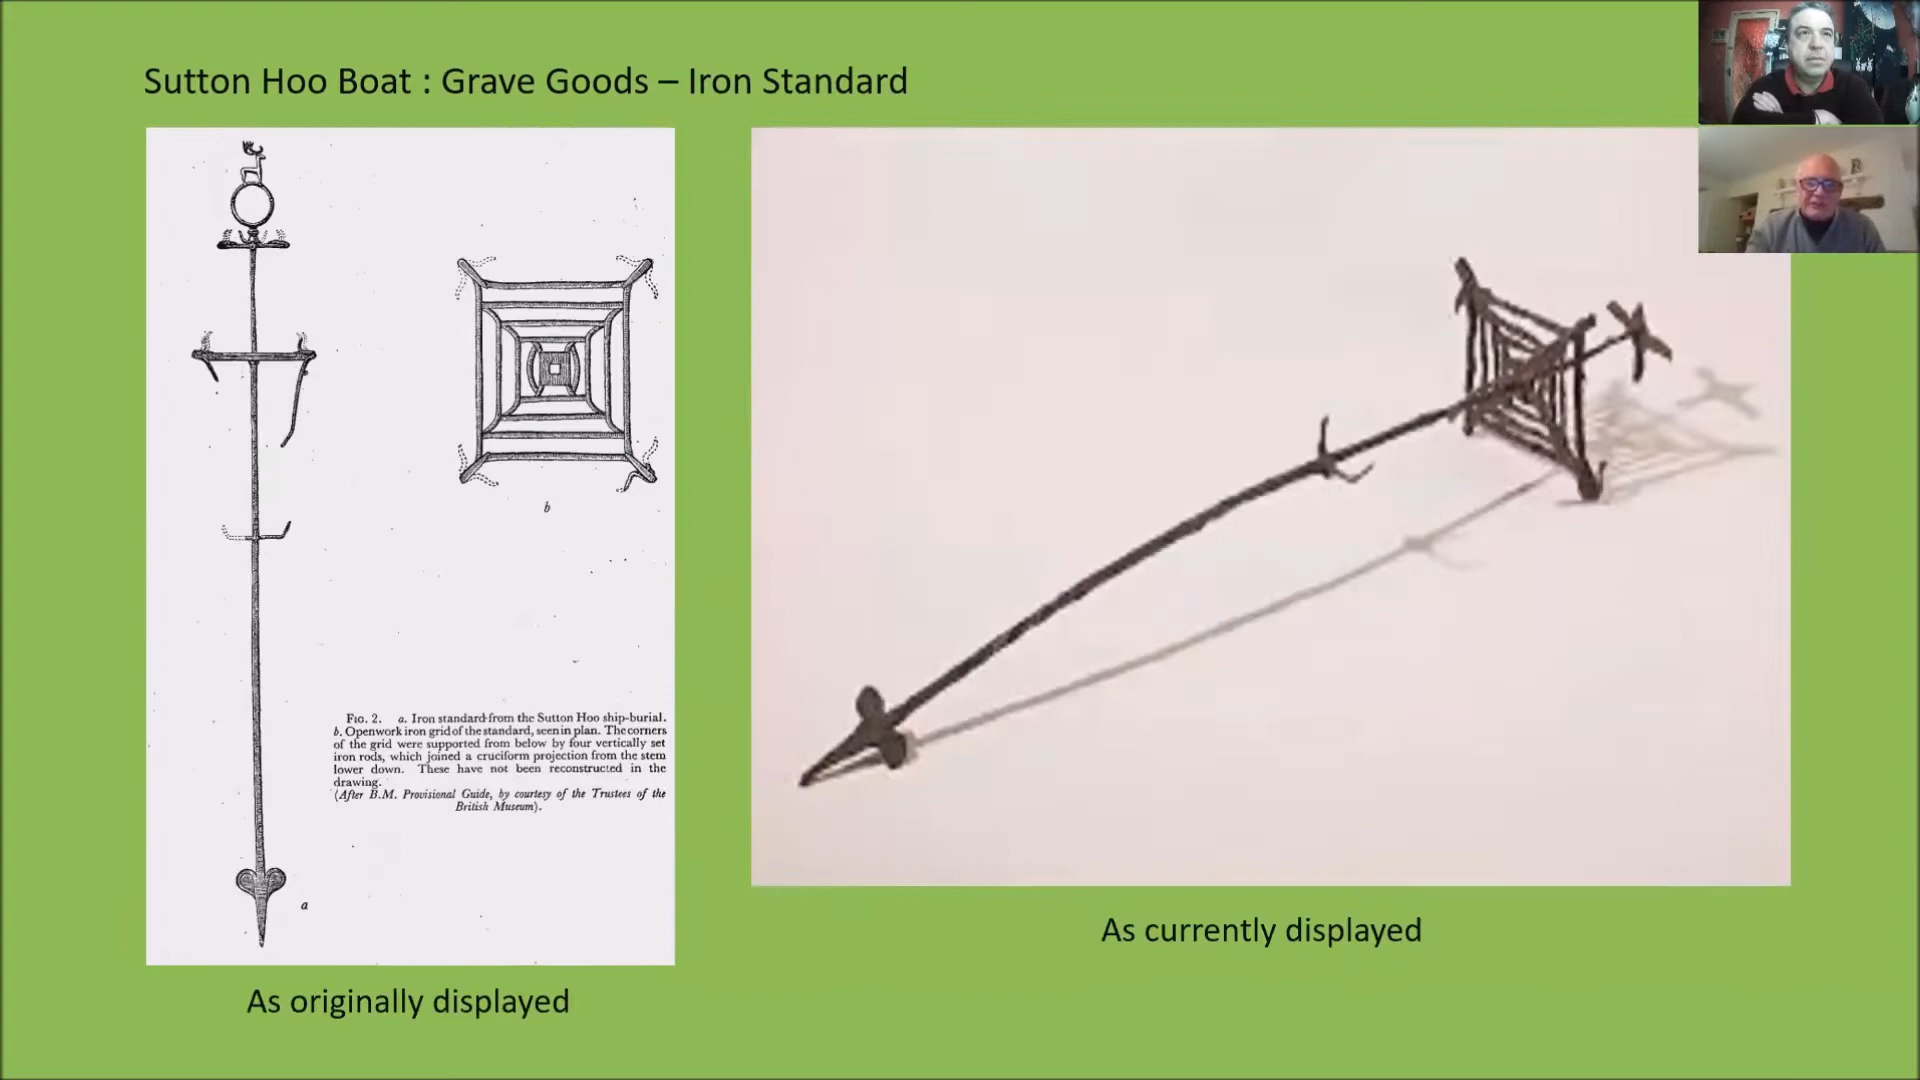 Sutton Hoo Boat : Grave Goods – Iron Standard
b
FIG. 2. a. Iron standard from the Sutton Hoo ship-burial.
b. Openwork iron grid of the standard, seen in plan. The corners
of the grid were supported from below by four vertically set
iron rods, which joined a cruciform projection from the stem
lower down. These have not been reconstructed in the
drawing.
(After B.M. Provisional Guide, by courtesy of the Trustees of the
British Museum).
a
As originally displayed
As currently displayed